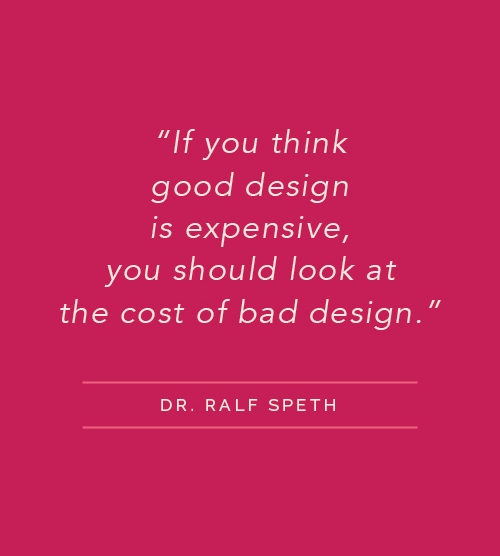 “If you think
good design
is expensive,
you should look at
the cost of bad design.”
DR. RALF SPETH